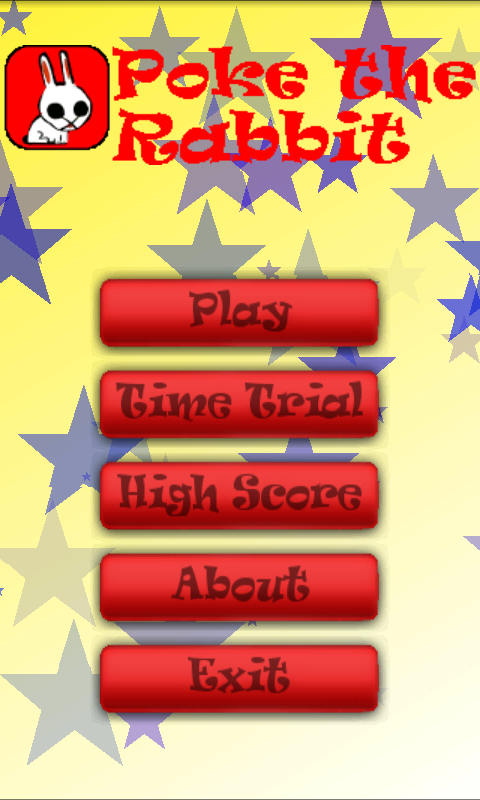 Poke the
Rabbit
Play
Time Trial
High Score
About
Exit